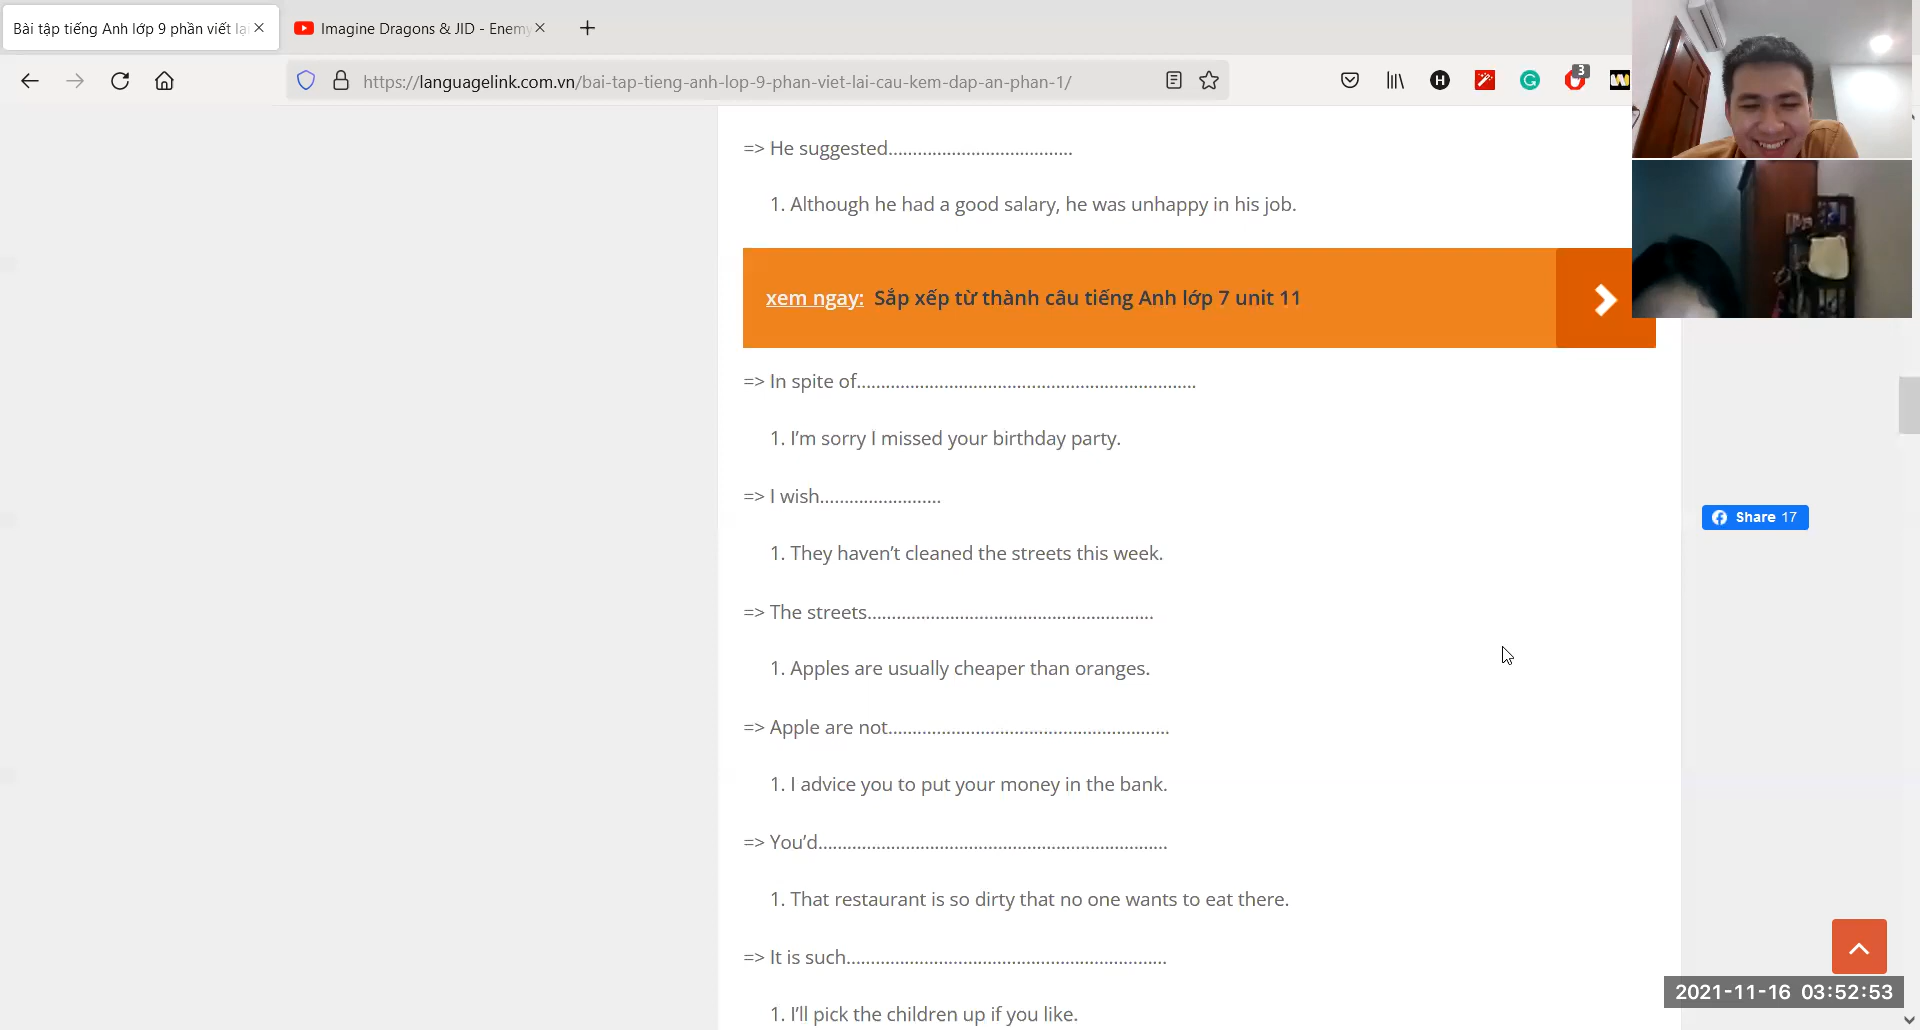 Bài tập tiếng Anh lớp 9 phần viết lại
Imagine Dragons & JID - Enemy
https://languagelink.com.vn/bai-tap-tieng-anh-lop-9-phan-viet-lai-cau-kem-dap-an-phan-1/
3
=> He suggested......................................
1. Although he had a good salary, he was unhappy in his job.
xem ngay: Sắp xếp từ thành câu tiếng Anh lớp 7 unit 11
=> In spite of......................................................................
1. I’m sorry I missed your birthday party.
=> I wish.........................
1. They haven’t cleaned the streets this week.
Share 17
=> The streets...........................................................
1. Apples are usually cheaper than oranges.
=> Apple are not..........................................................
1. I advice you to put your money in the bank.
=> You’d........................................................................
1. That restaurant is so dirty that no one wants to eat there.
=> It is such..................................................................
1. I’ll pick the children up if you like.
2021-11-16 03:52:53